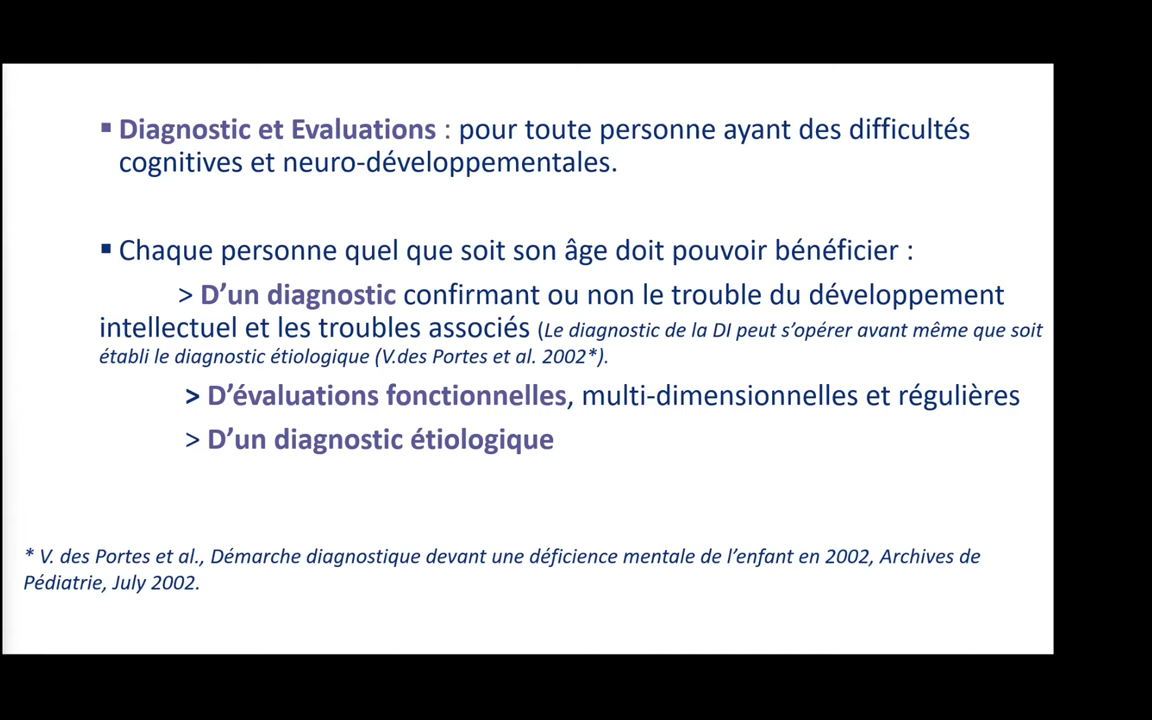 ▪ Diagnostic et Evaluations : pour toute personne ayant des difficultés
cognitives et neuro-développementales.
▪ Chaque personne quel que soit son âge doit pouvoir bénéficier :
> D’un diagnostic confirmant ou non le trouble du développement
intellectuel et les troubles associés (Le diagnostic de la DI peut s’opérer avant même que soit
établi le diagnostic étiologique (V.des Portes et al. 2002*).
> D’évaluations fonctionnelles, multi-dimensionnelles et régulières
> D’un diagnostic étiologique
* V. des Portes et al., Démarche diagnostique devant une déficience mentale de l’enfant en 2002, Archives de
Pédiatrie, July 2002.